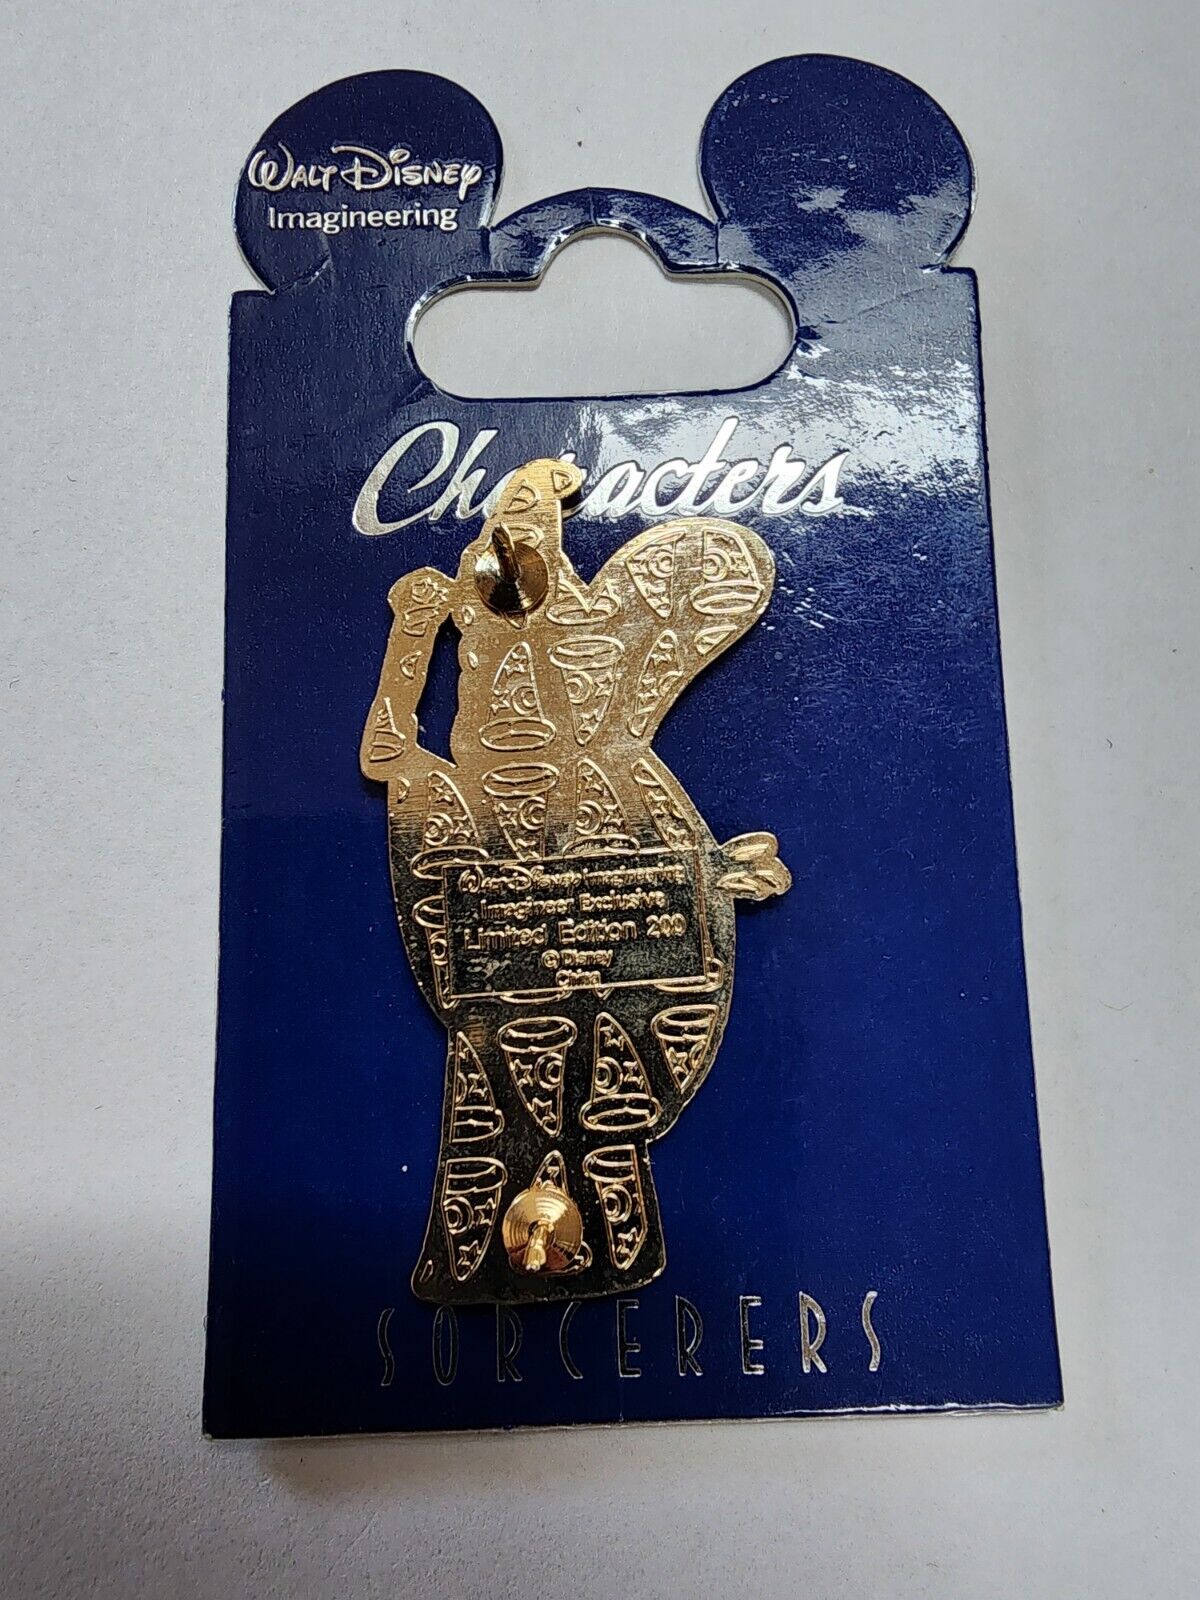 WALT DISNEY
Imagineering
Characters
WALT DISNEY Imagineering
Imagineer Exclusive
Limited Edition 200
© Disney
China
SORCERERS